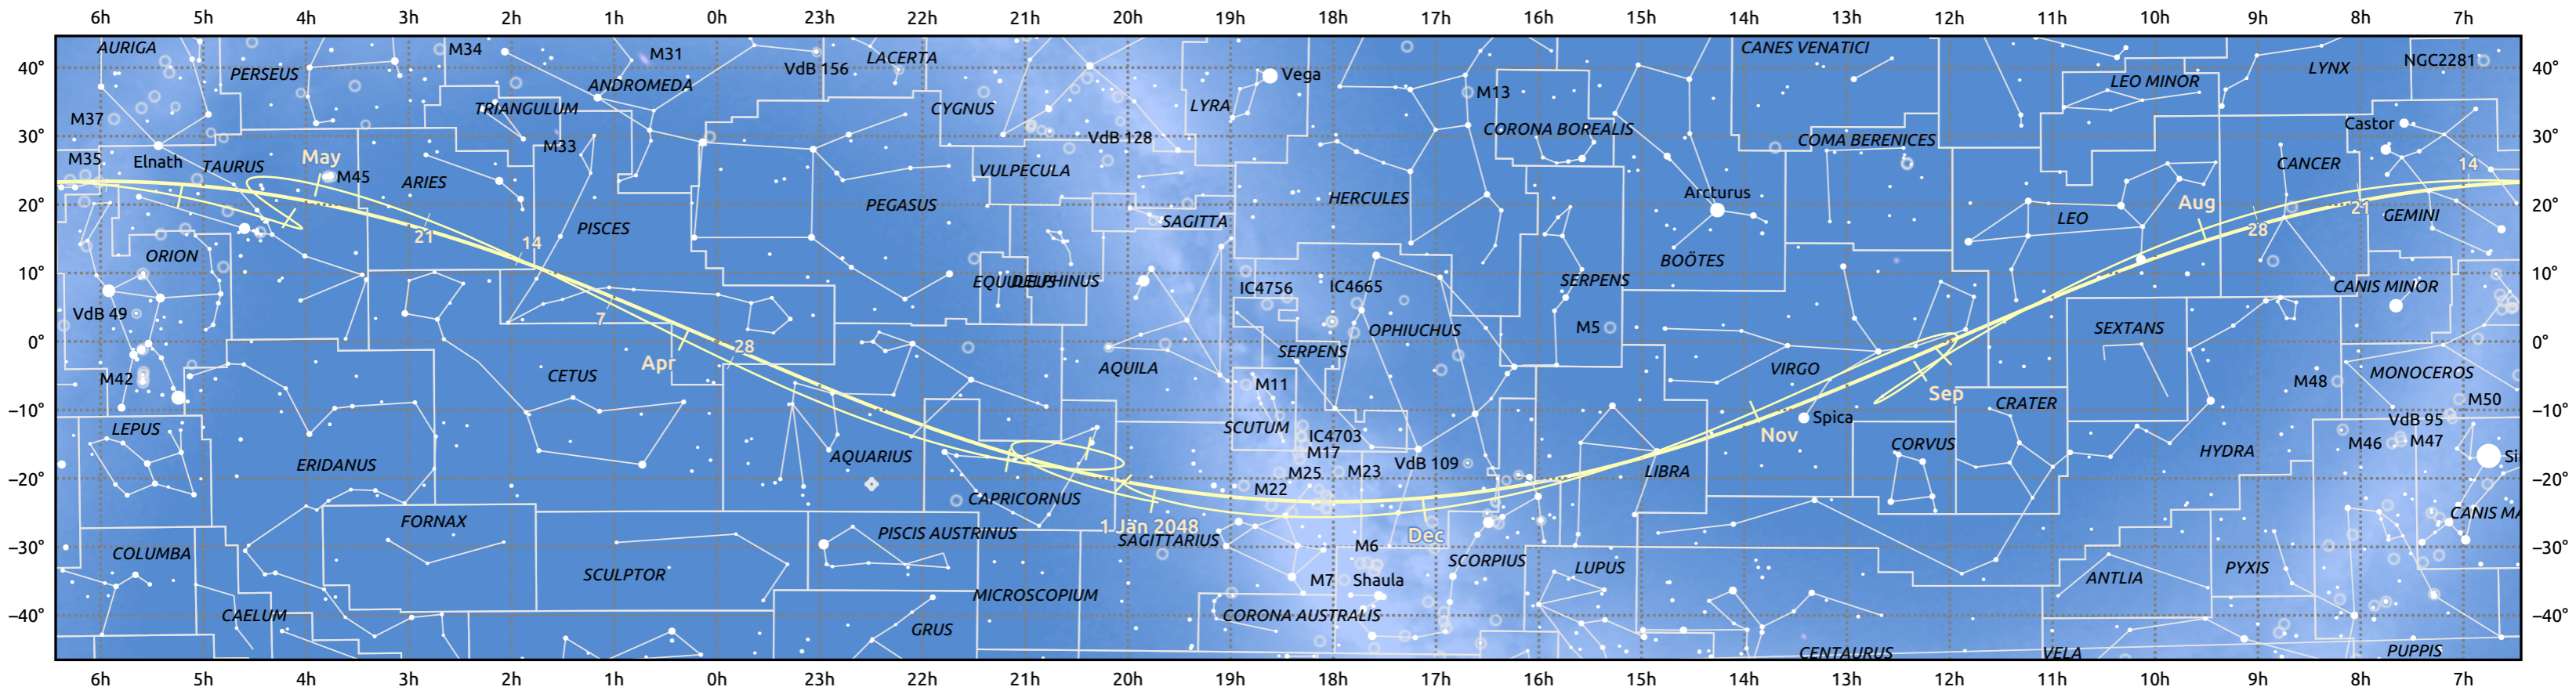 6h 5h 4h 3h 2h 1h 0h 23h 22h 21h 20h 19h 18h 17h 16h 15h 14h 13h 12h 11h 10h 9h 8h 7h
AURIGA M34 M31 LACERTA CANES VENATICI
40° PERSEUS ANDROMEDA VdB 156 Vega LEO MINOR LYNX NGC2281 40°
TRIANGULUM CYGNUS LYRA M13
M37 CORONA BOREALIS Castor
30° M33 VdB 128 COMA BERENICES 30°
M35 Elnath TAURUS May M45 ARIES VULPECULA CANCER 14
20° PISCES PEGASUS SAGITTA HERCULES Arcturus LEO Aug 21 GEMINI 20°
21 14 28
ORION BOÖTES
10° EQUULEUS DELPHINUS IC4756 IC4665 SERPENS CANIS MINOR 10°
VdB 49 7 OPHIUCHUS M5 SEXTANS
0° Apr 28 SERPENS 0°
M42 CETUS AQUILA M11 VIRGO Sep M48 MONOCEROS
−10° CRATER M50 −10°
LEPUS SCUTUM IC4703 Nov Spica VdB 95
ERIDANUS AQUARIUS M17 VdB 109 CORVUS HYDRA M46 M47
−20° CAPRICORNUS M25 M23 LIBRA Si −20°
M22
FORNAX 1 Jan 2048 Dec CANIS MA
−30° COLUMBA PISCIS AUSTRINUS SAGITTARIUS M6 −30°
SCULPTOR M7 Shaula SCORPIUS LUPUS ANTLIA PYXIS
−40° CAELUM MICROSCOPIUM CORONA AUSTRALIS −40°
GRUS CENTAURUS VELA PUPPIS
6h 5h 4h 3h 2h 1h 0h 23h 22h 21h 20h 19h 18h 17h 16h 15h 14h 13h 12h 11h 10h 9h 8h 7h